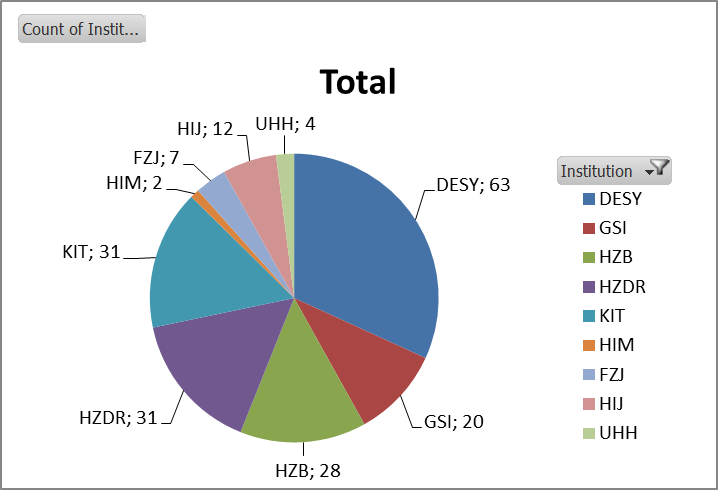 Count of Instit...
Total
UHH; 4
HIJ; 12
FZJ; 7
HIM; 2
DESY; 63
KIT; 31
HZDR; 31
GSI; 20
HZB; 28
Institution
DESY
GSI
HZB
HZDR
KIT
HIM
FZJ
HIJ
UHH